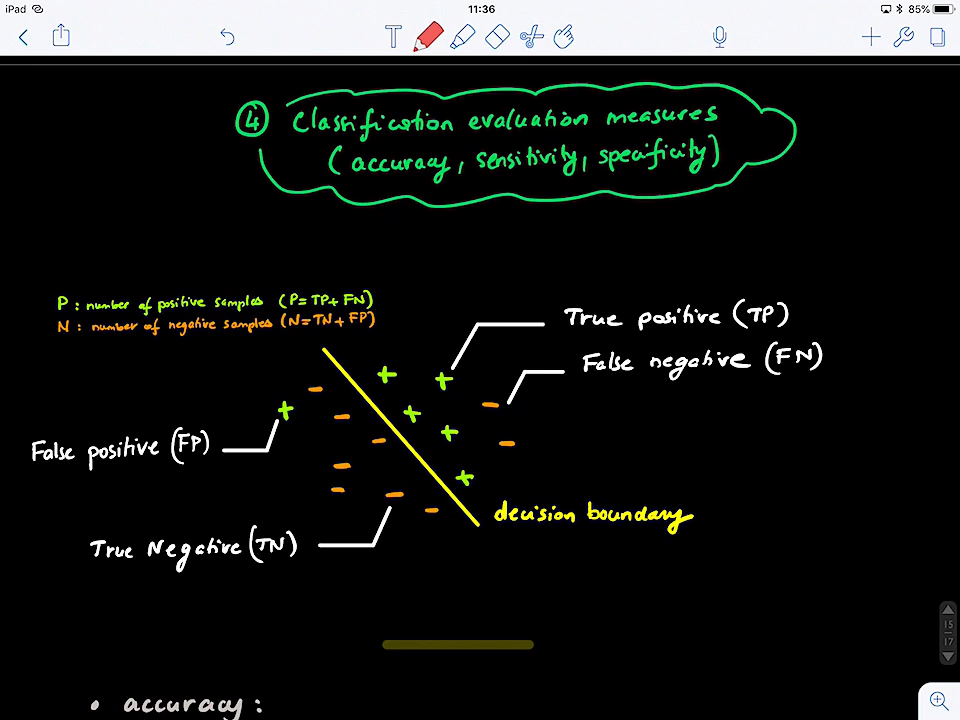 iPad
11:36
85%
4 Classification evaluation measures
(accuracy, sensitivity, specificity)
P : number of positive samples (P=TP+FN)
N : number of negative samples (N=TN+FP)
True positive (TP)
False negative (FN)
False positive (FP)
decision boundary
True Negative (TN)
15
17
• accuracy: